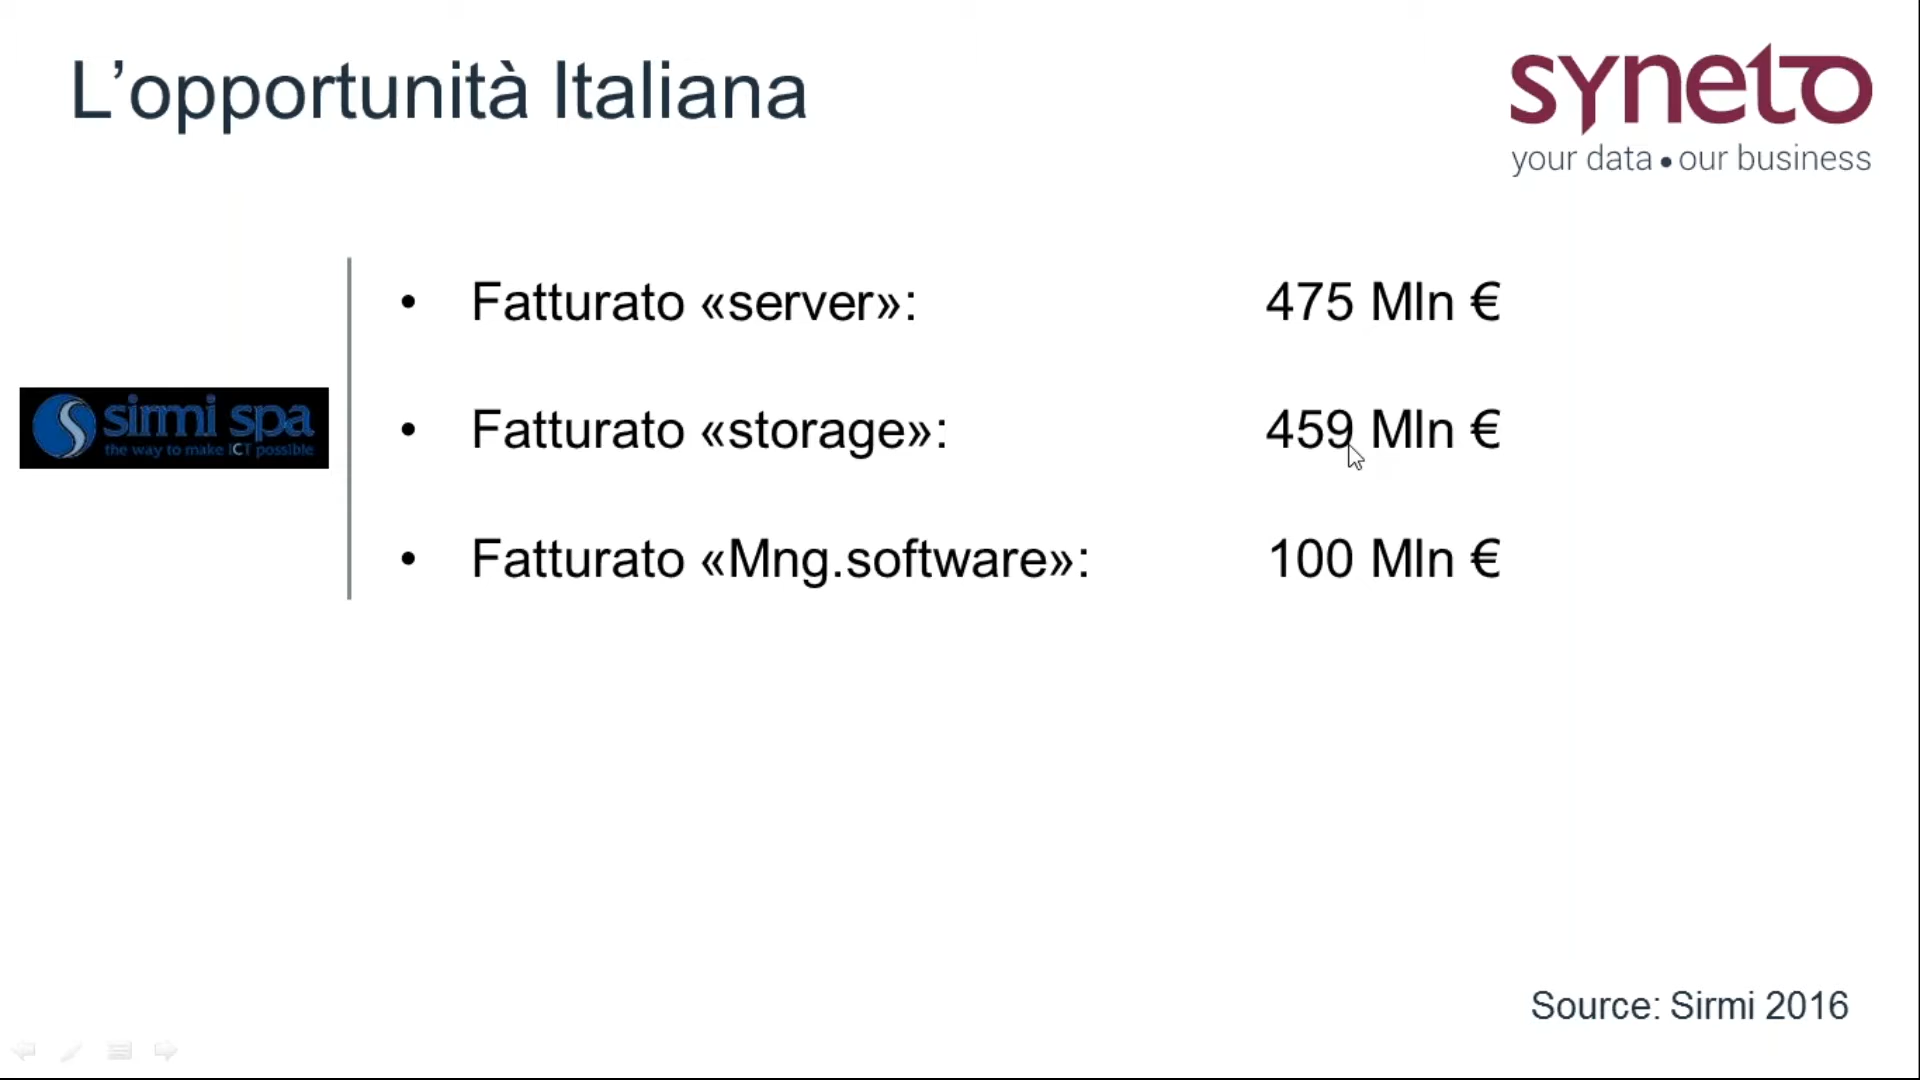 L’opportunità Italiana
syneto
your data • our business
• Fatturato «server»: 475 Mln €
sirmi spa
the way to make ICT possible
• Fatturato «storage»: 459 Mln €
• Fatturato «Mng.software»: 100 Mln €
Source: Sirmi 2016